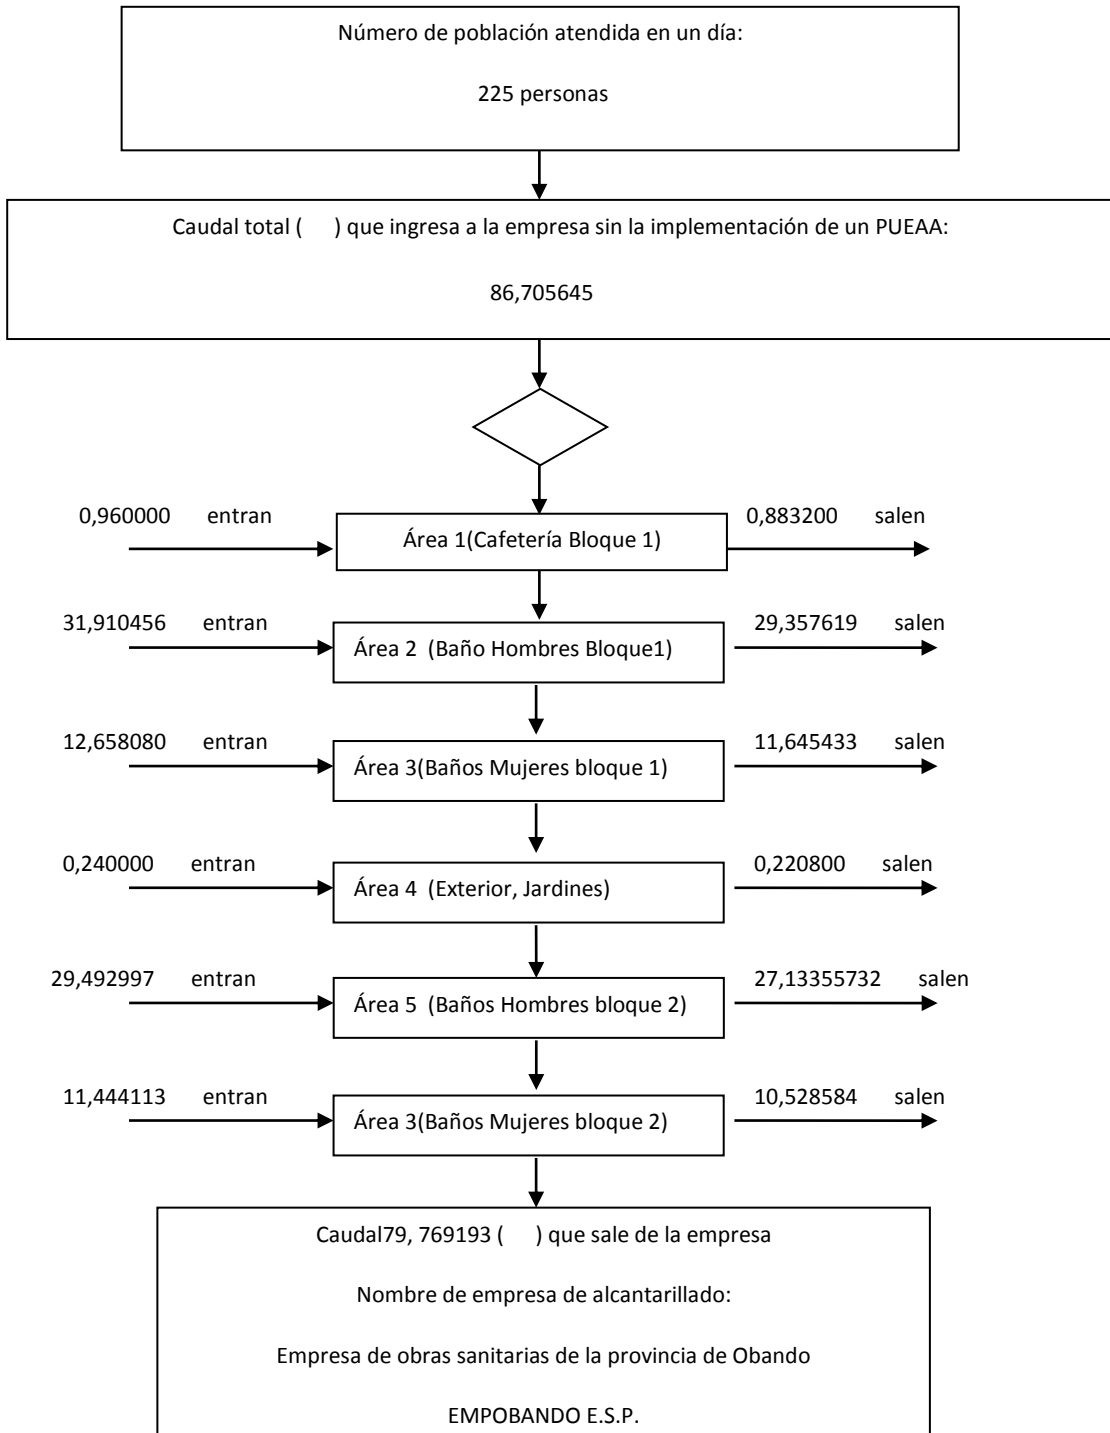 Número de población atendida en un día:
225 personas
Caudal total (    ) que ingresa a la empresa sin la implementación de un PUEAA:
86,705645
0,960000 entran
Área 1(Cafetería Bloque 1)
0,883200 salen
31,910456 entran
Área 2 (Baño Hombres Bloque1)
29,357619 salen
12,658080 entran
Área 3(Baños Mujeres bloque 1)
11,645433 salen
0,240000 entran
Área 4 (Exterior, Jardines)
0,220800 salen
29,492997 entran
Área 5 (Baños Hombres bloque 2)
27,13355732 salen
11,444113 entran
Área 3(Baños Mujeres bloque 2)
10,528584 salen
Caudal79, 769193 (    ) que sale de la empresa
Nombre de empresa de alcantarillado:
Empresa de obras sanitarias de la provincia de Obando
EMPOBANDO E.S.P.